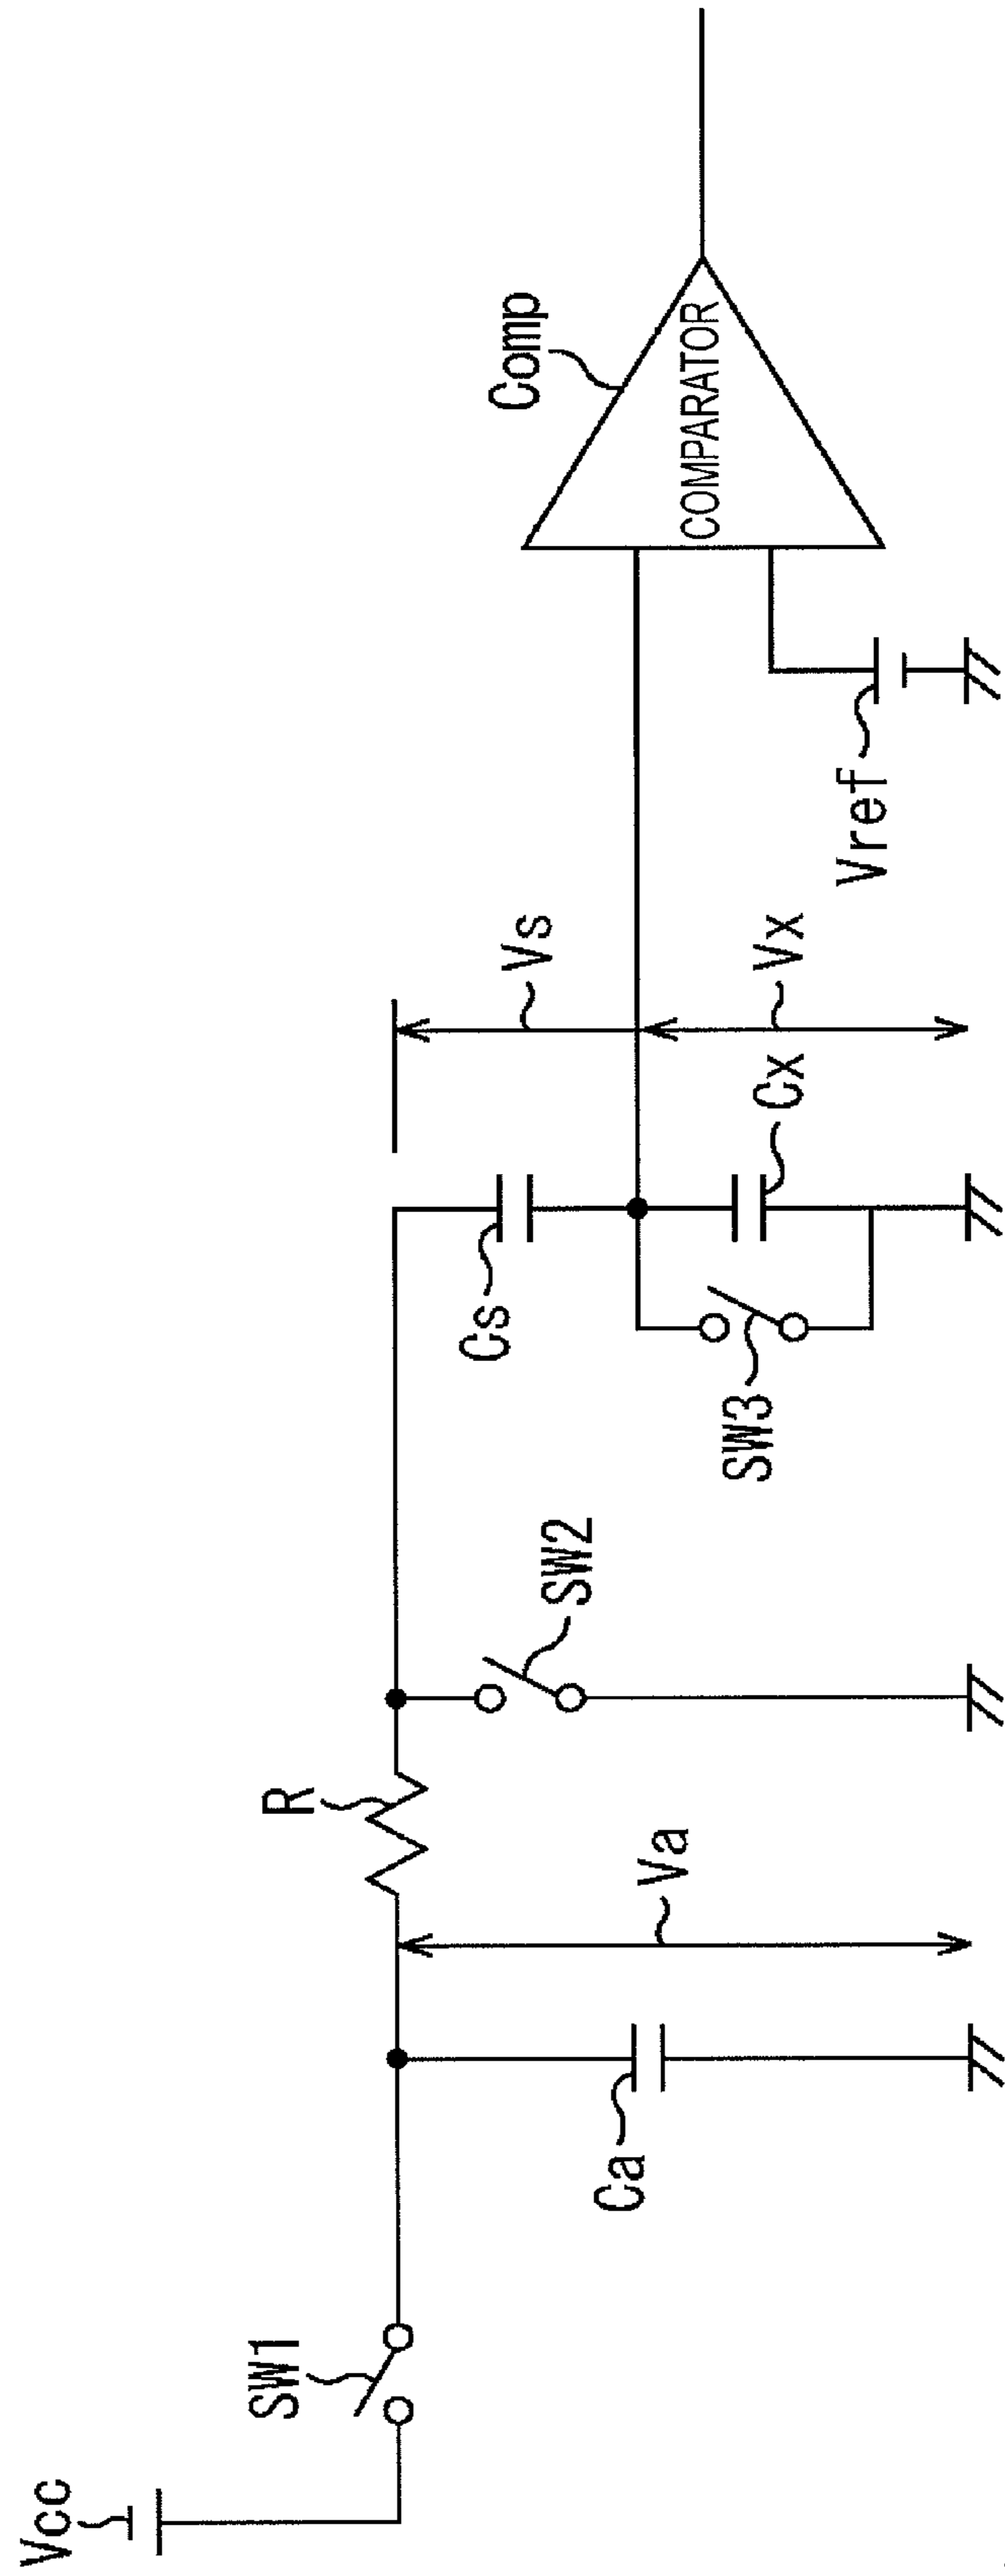 Vcc
SW1
Ca
Va
R
SW2
SW3
Cs
Cx
Vs
Vx
Vref
Comp
COMPARATOR